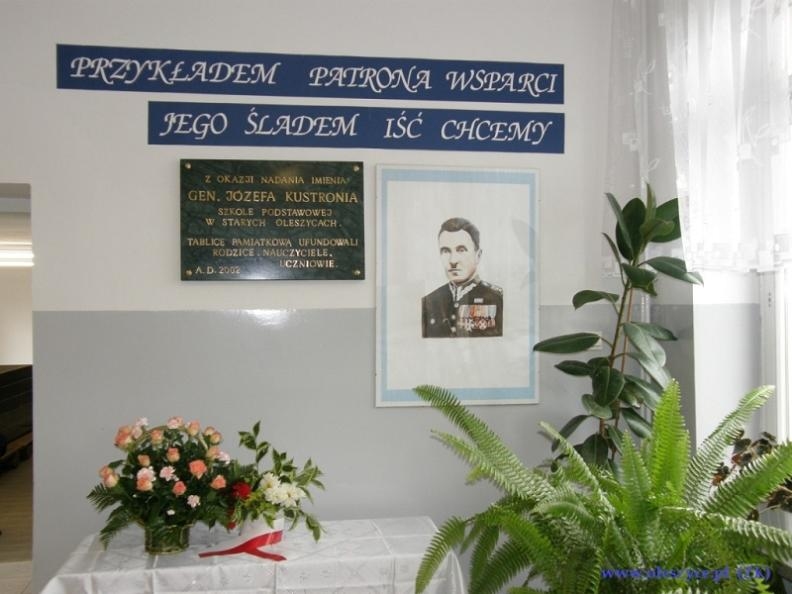 PRZYKŁADEM PATRONA WSPARCI
JEGO ŚLADEM IŚĆ CHCEMY
Z OKAZJI NADANIA IMIENIA
GEN. JÓZEFA KUSTRONIA
SZKOLE PODSTAWOWEJ
W STARYCH OLESZYCACH.
TABLICĘ PAMIĄTKOWĄ UFUNDOWALI
RODZICE, NAUCZYCIELE,
A.D. 2002 UCZNIOWIE.